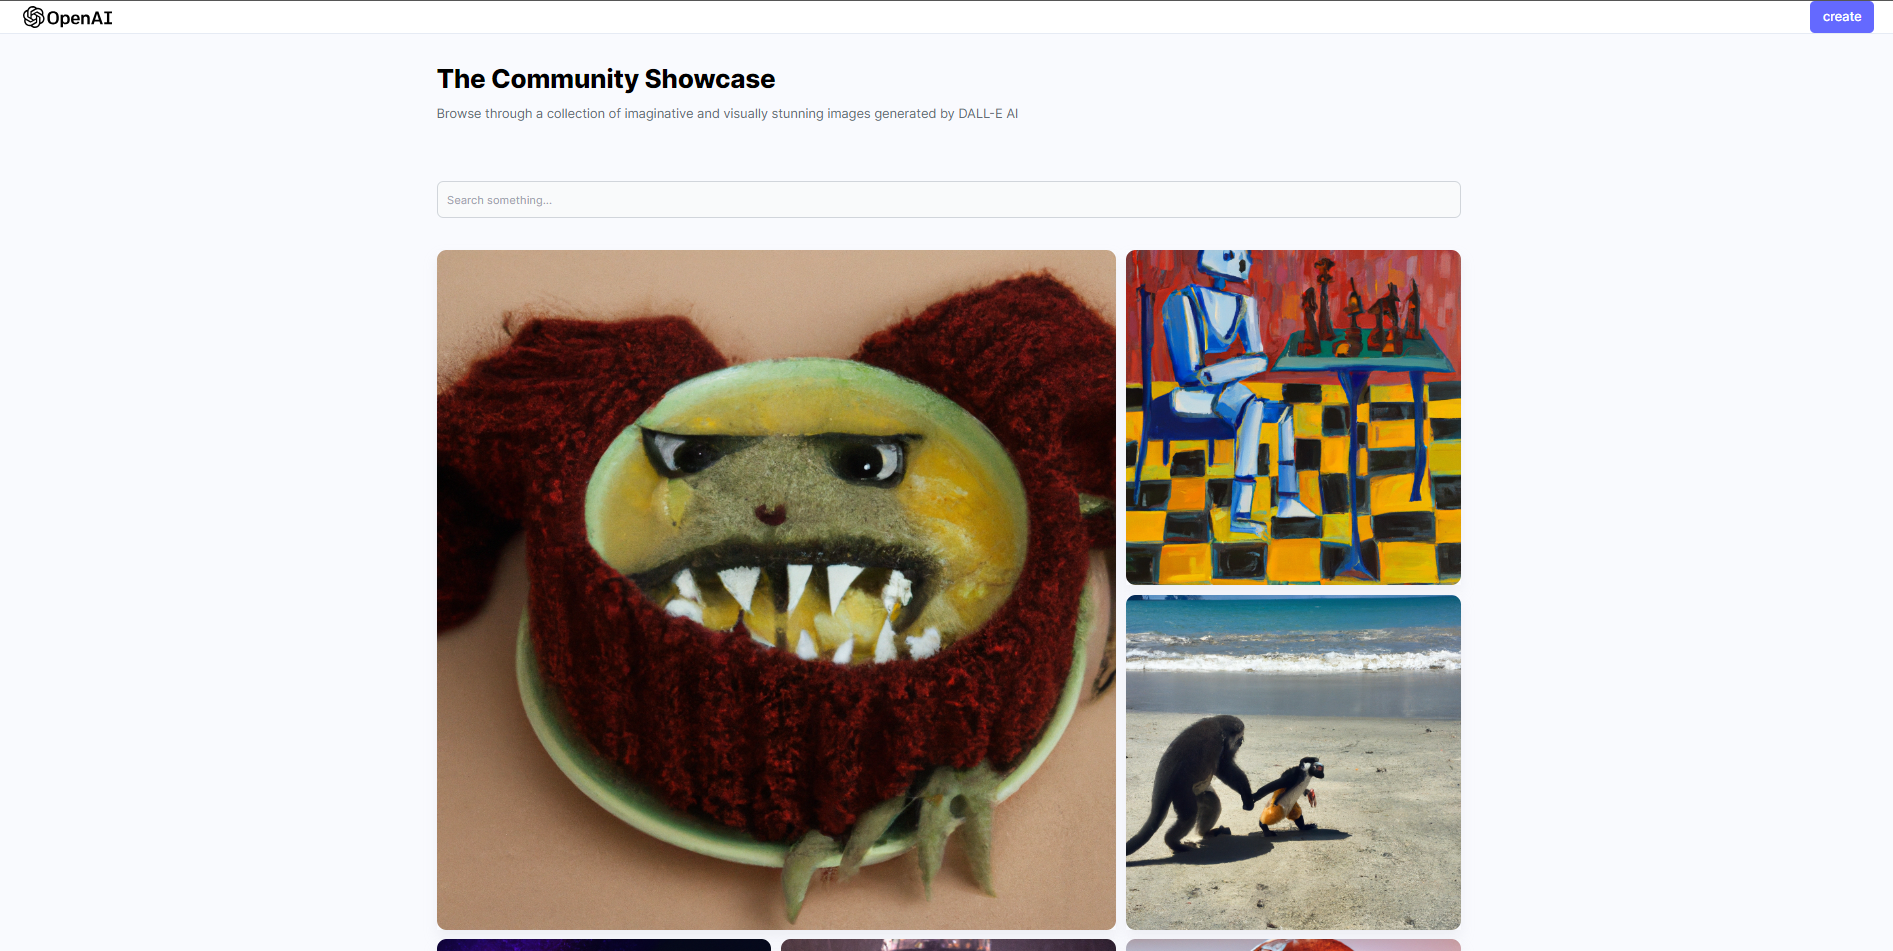 OpenAI
create
The Community Showcase
Browse through a collection of imaginative and visually stunning images generated by DALL-E AI
Search something...